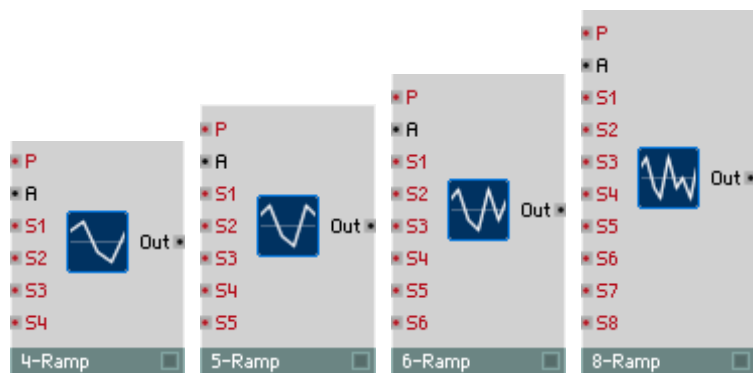 P
A
S1
S2
S3
S4
Out
4-Ramp
P
A
S1
S2
S3
S4
S5
Out
5-Ramp
P
A
S1
S2
S3
S4
S5
S6
Out
6-Ramp
P
A
S1
S2
S3
S4
S5
S6
S7
S8
Out
8-Ramp